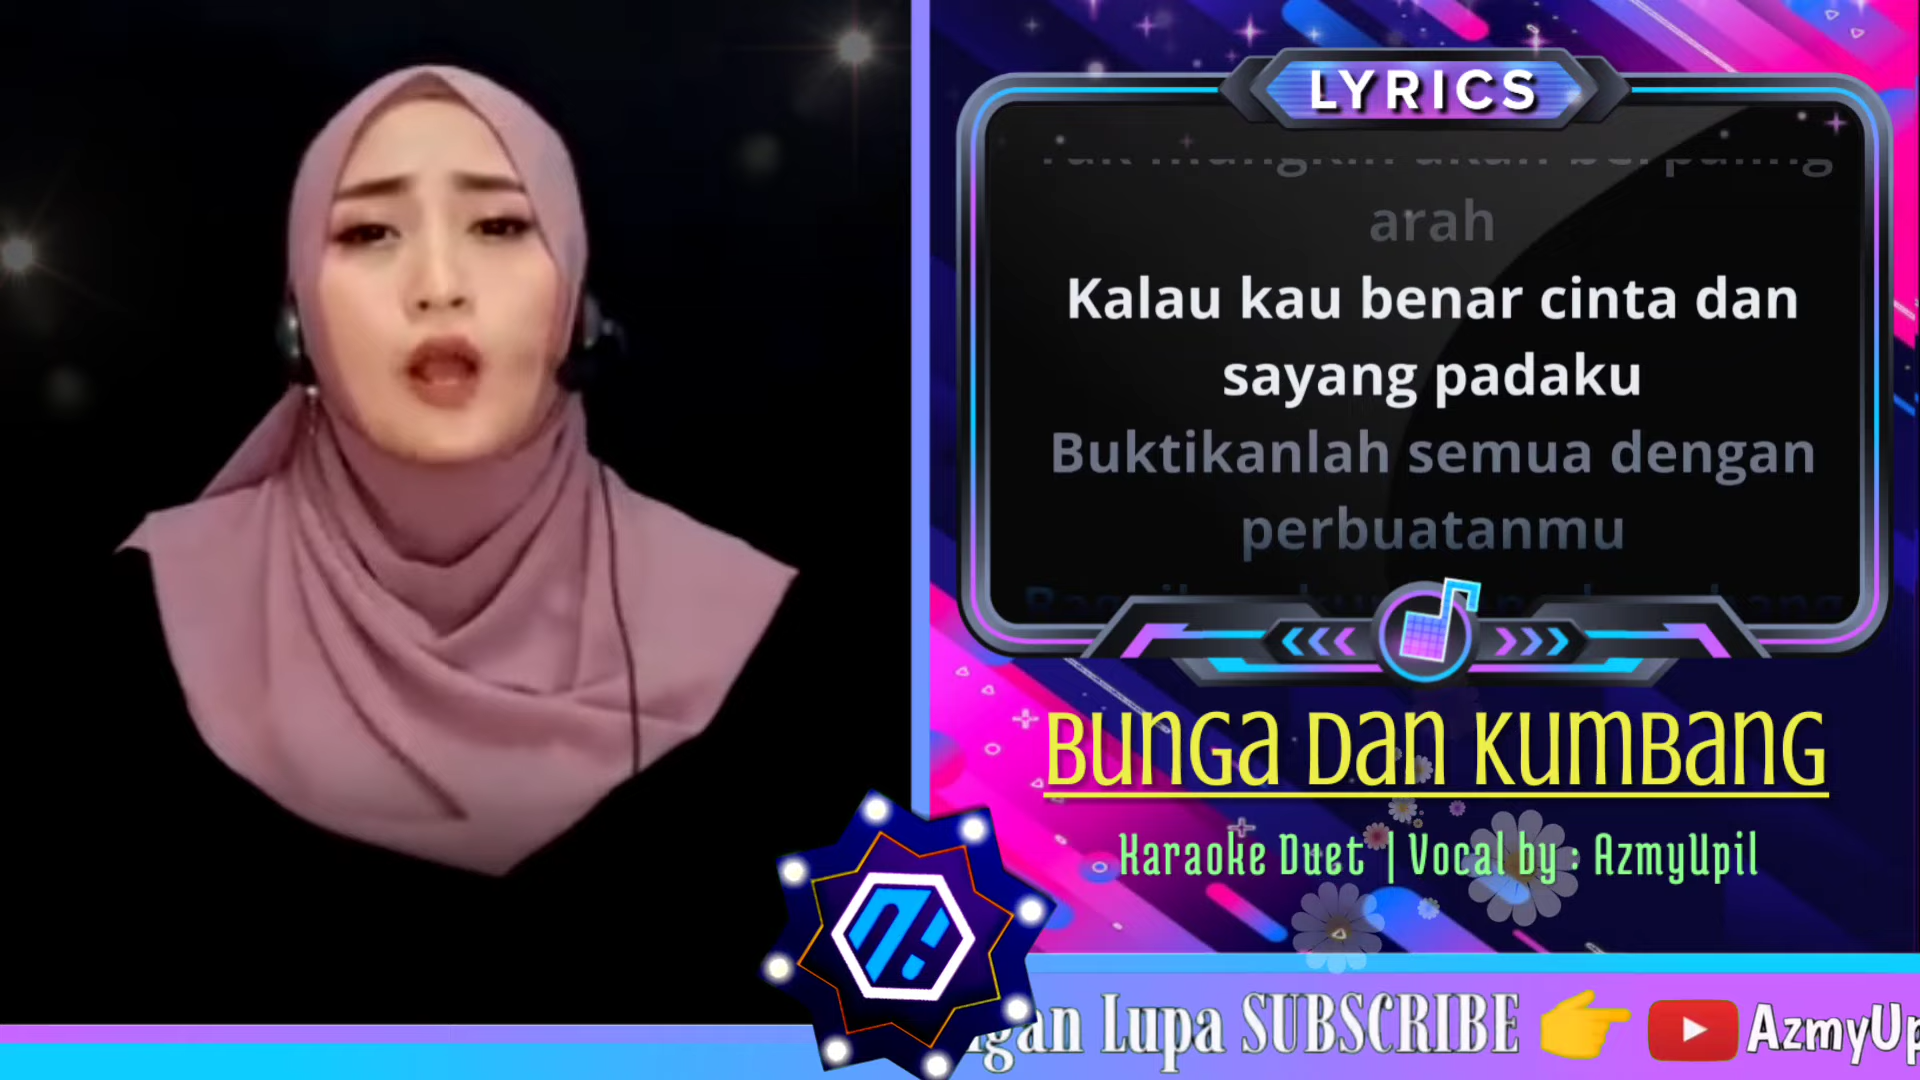 LYRICS
arah
Kalau kau benar cinta dan
sayang padaku
Buktikanlah semua dengan
perbuatanmu
Bunga dan Kumbang
Karaoke Duet | Vocal by : AzmyUpil
Lupa SUBSCRIBE AzmyUp